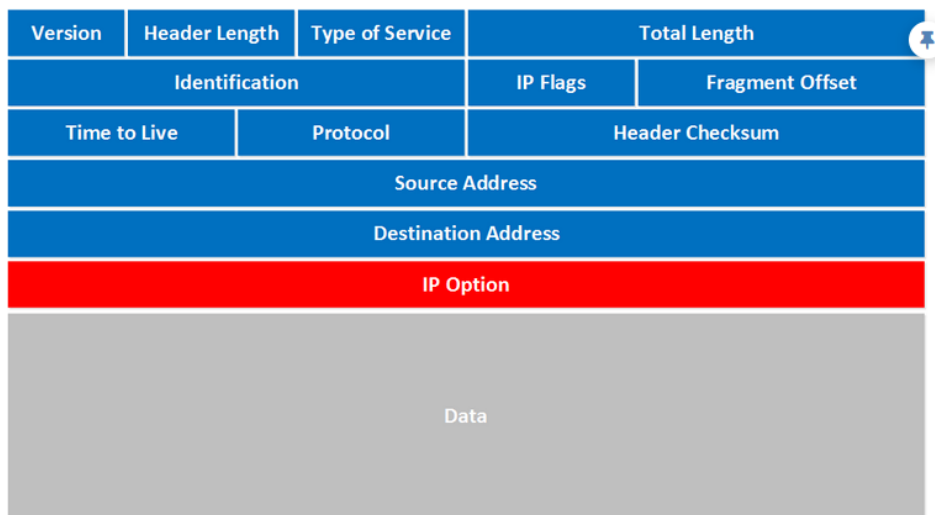 Version Header Length Type of Service Total Length
Identification IP Flags Fragment Offset
Time to Live Protocol Header Checksum
Source Address
Destination Address
IP Option
Data